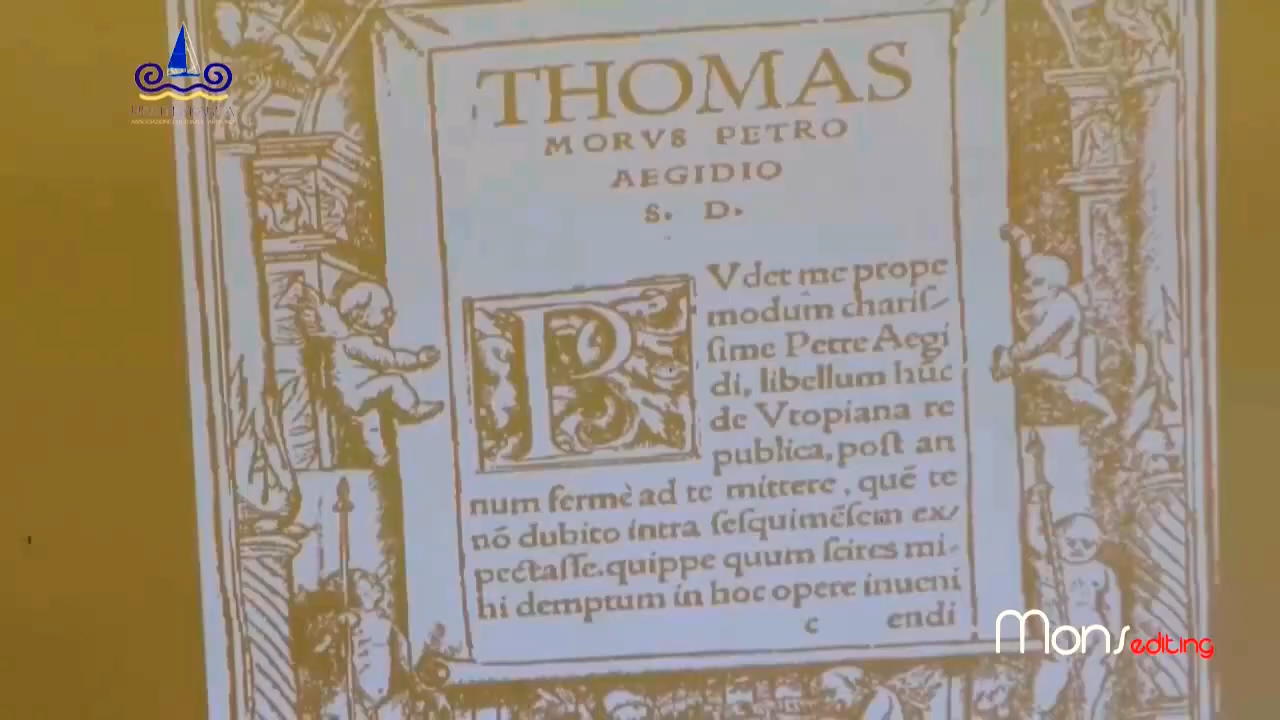 THOMAS
MORVS PETRO
AEGIDIO
S. D.
PVdet me prope
modum chariſ-
ſime Petre Aegi
di, libellum hūc
de Vtopiana re
publica, poſt an
num fermè ad te mittere, quē te
nō dubito intra ſeſquimēſem ex/
pectaſſe. quippe quum ſcires mi-
hi demptum in hoc opere inueni
c endi
Mons editing